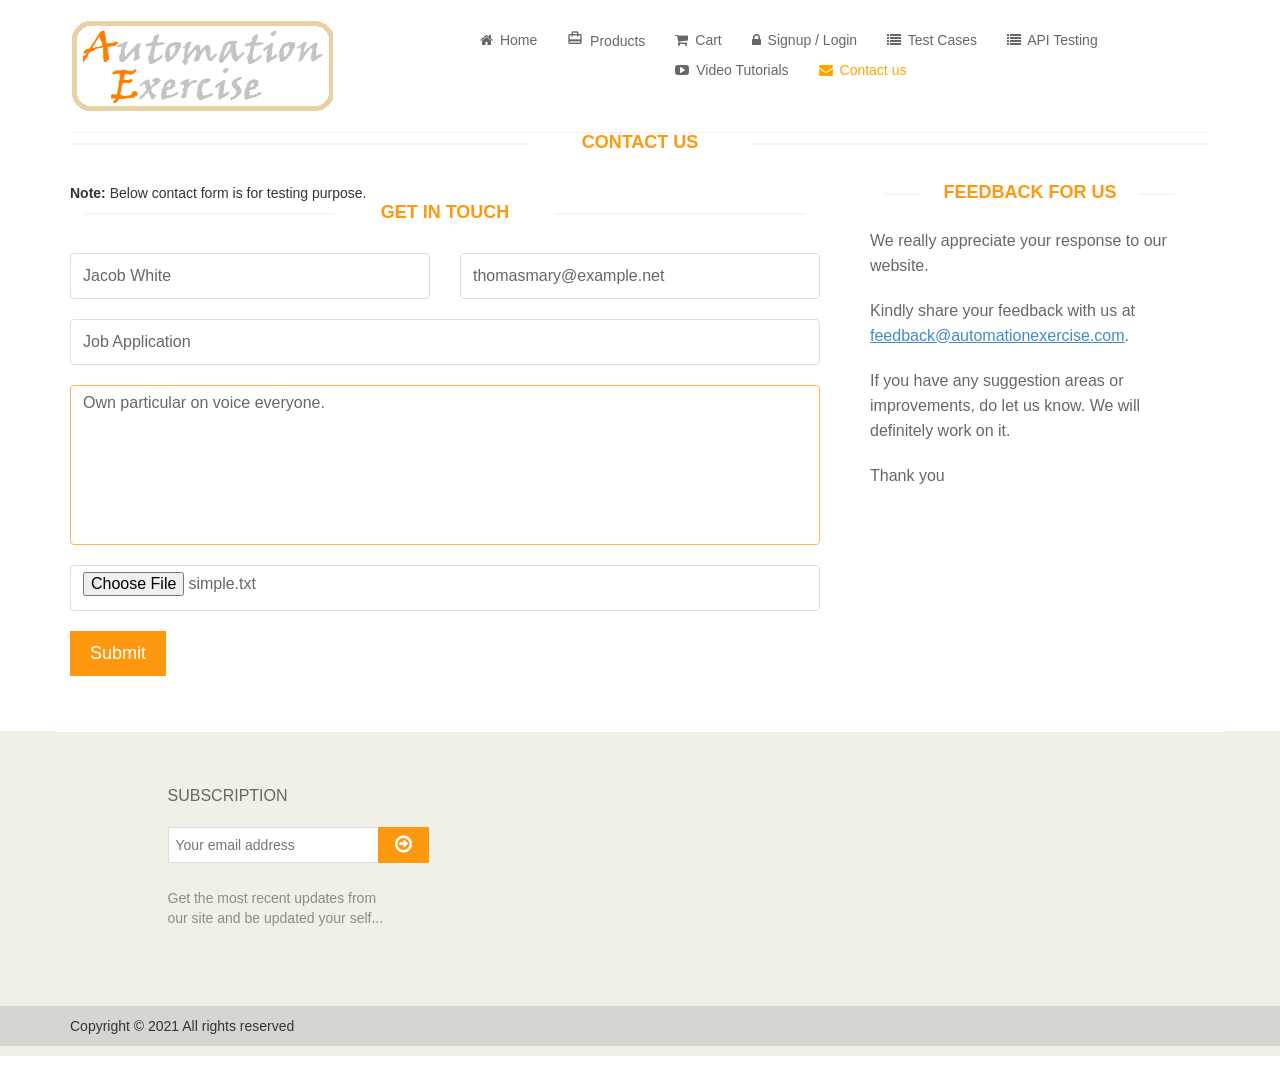 Automation
Exercise
Home
Products
Cart
Signup / Login
Test Cases
API Testing
Video Tutorials
Contact us
CONTACT US
Note: Below contact form is for testing purpose.
GET IN TOUCH
Jacob White
thomasmary@example.net
Job Application
Own particular on voice everyone.
Choose File simple.txt
Submit
FEEDBACK FOR US
We really appreciate your response to our
website.
Kindly share your feedback with us at
feedback@automationexercise.com.
If you have any suggestion areas or
improvements, do let us know. We will
definitely work on it.
Thank you
SUBSCRIPTION
Your email address
Get the most recent updates from
our site and be updated your self...
Copyright © 2021 All rights reserved